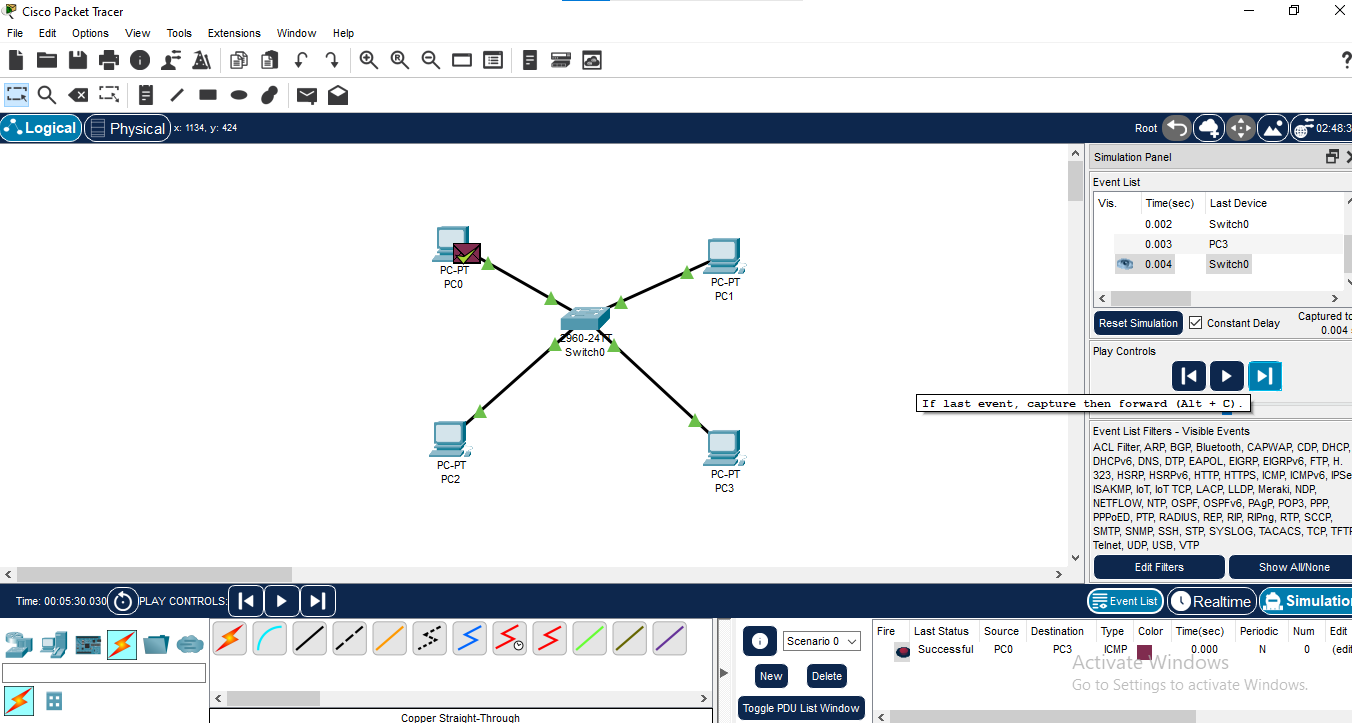 Cisco Packet Tracer
File Edit Options View Tools Extensions Window Help
?
Logical Physical x: 1134, y: 424 Root 02:48:3
Simulation Panel
Event List
Vis. Time(sec) Last Device
0.002 Switch0
0.003 PC3
0.004 Switch0
Reset Simulation Constant Delay Captured to
0.004 s
Play Controls
If last event, capture then forward (Alt + C).
Event List Filters - Visible Events
ACL Filter, ARP, BGP, Bluetooth, CAPWAP, CDP, DHCP,
DHCPv6, DNS, DTP, EAPOL, EIGRP, EIGRPv6, FTP, H.
323, HSRP, HSRPv6, HTTP, HTTPS, ICMP, ICMPv6, IPSe
ISAKMP, IoT, IoT TCP, LACP, LLDP, Meraki, NDP,
NETFLOW, NTP, OSPF, OSPFv6, PAgP, POP3, PPP,
PPPoED, PTP, RADIUS, REP, RIP, RIPng, RTP, SCCP,
SMTP, SNMP, SSH, STP, SYSLOG, TACACS, TCP, TFTP
Telnet, UDP, USB, VTP
Edit Filters Show All/None
PC-PT
PC0
PC-PT
PC1
2960-24TT
Switch0
PC-PT
PC2
PC-PT
PC3
Time: 00:05:30.030 PLAY CONTROLS: Event List Realtime Simulation
Scenario 0
New Delete
Toggle PDU List Window
Fire Last Status Source Destination Type Color Time(sec) Periodic Num Edit
Successful PC0 PC3 ICMP 0.000 N 0 (edit
Activate Windows
Go to Settings to activate Windows.
Copper Straight-Through